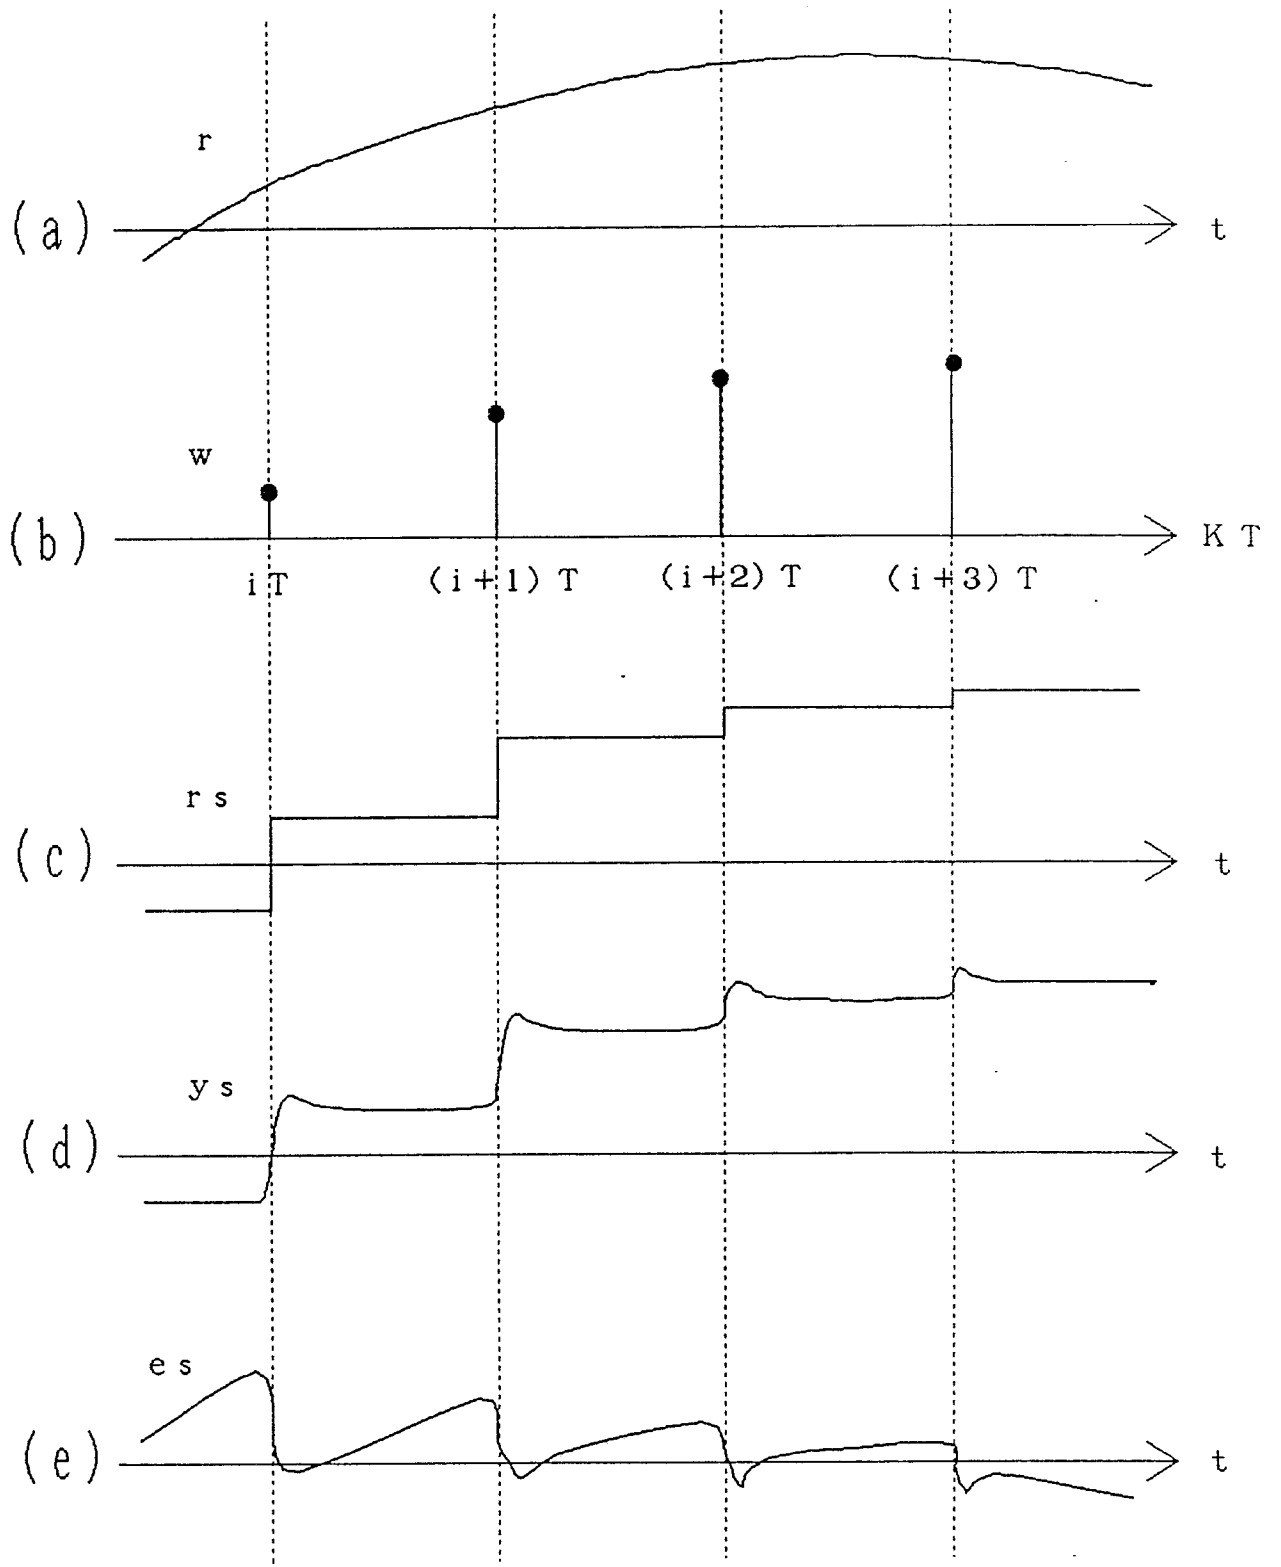 r
(a)
t
w
(b)
K T
i T
(i+1) T
(i+2) T
(i+3) T
r s
(c)
t
y s
(d)
t
e s
(e)
t